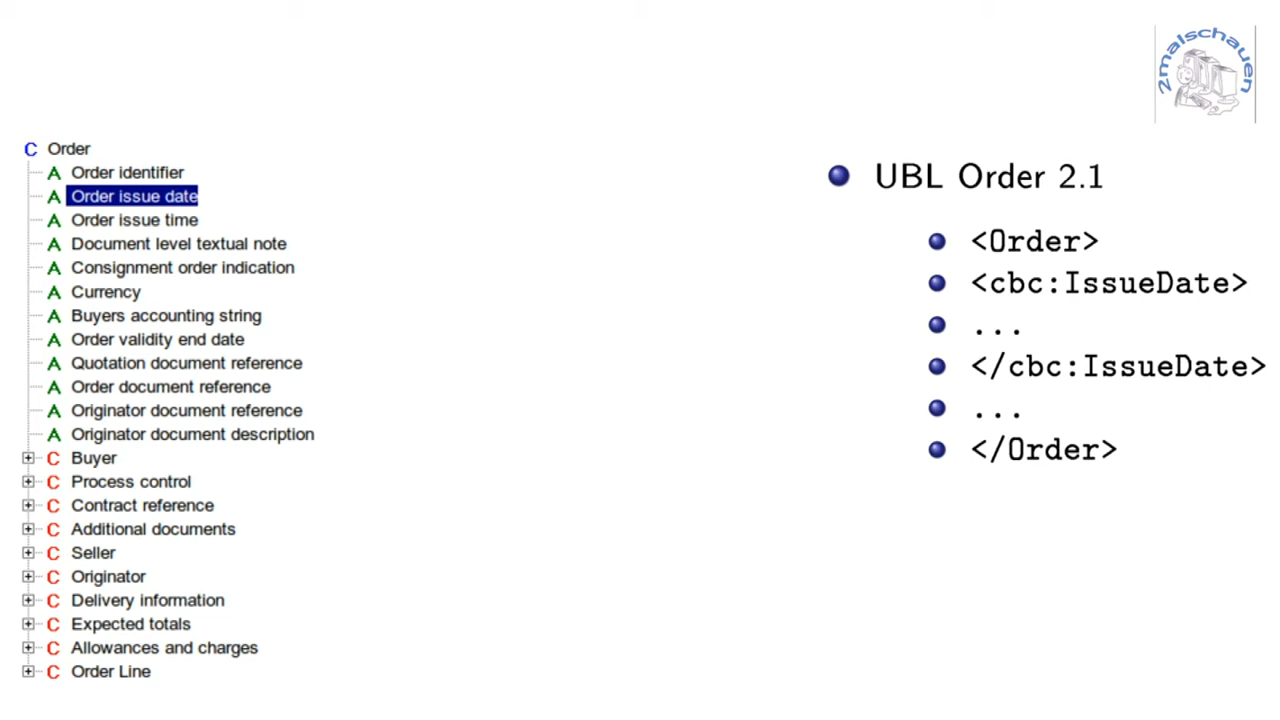 2malschauen
C Order
A Order identifier
A Order issue date
A Order issue time
A Document level textual note
A Consignment order indication
A Currency
A Buyers accounting string
A Order validity end date
A Quotation document reference
A Order document reference
A Originator document reference
A Originator document description
C Buyer
C Process control
C Contract reference
C Additional documents
C Seller
C Originator
C Delivery information
C Expected totals
C Allowances and charges
C Order Line
UBL Order 2.1
<Order>
<cbc:IssueDate>
...
</cbc:IssueDate>
...
</Order>